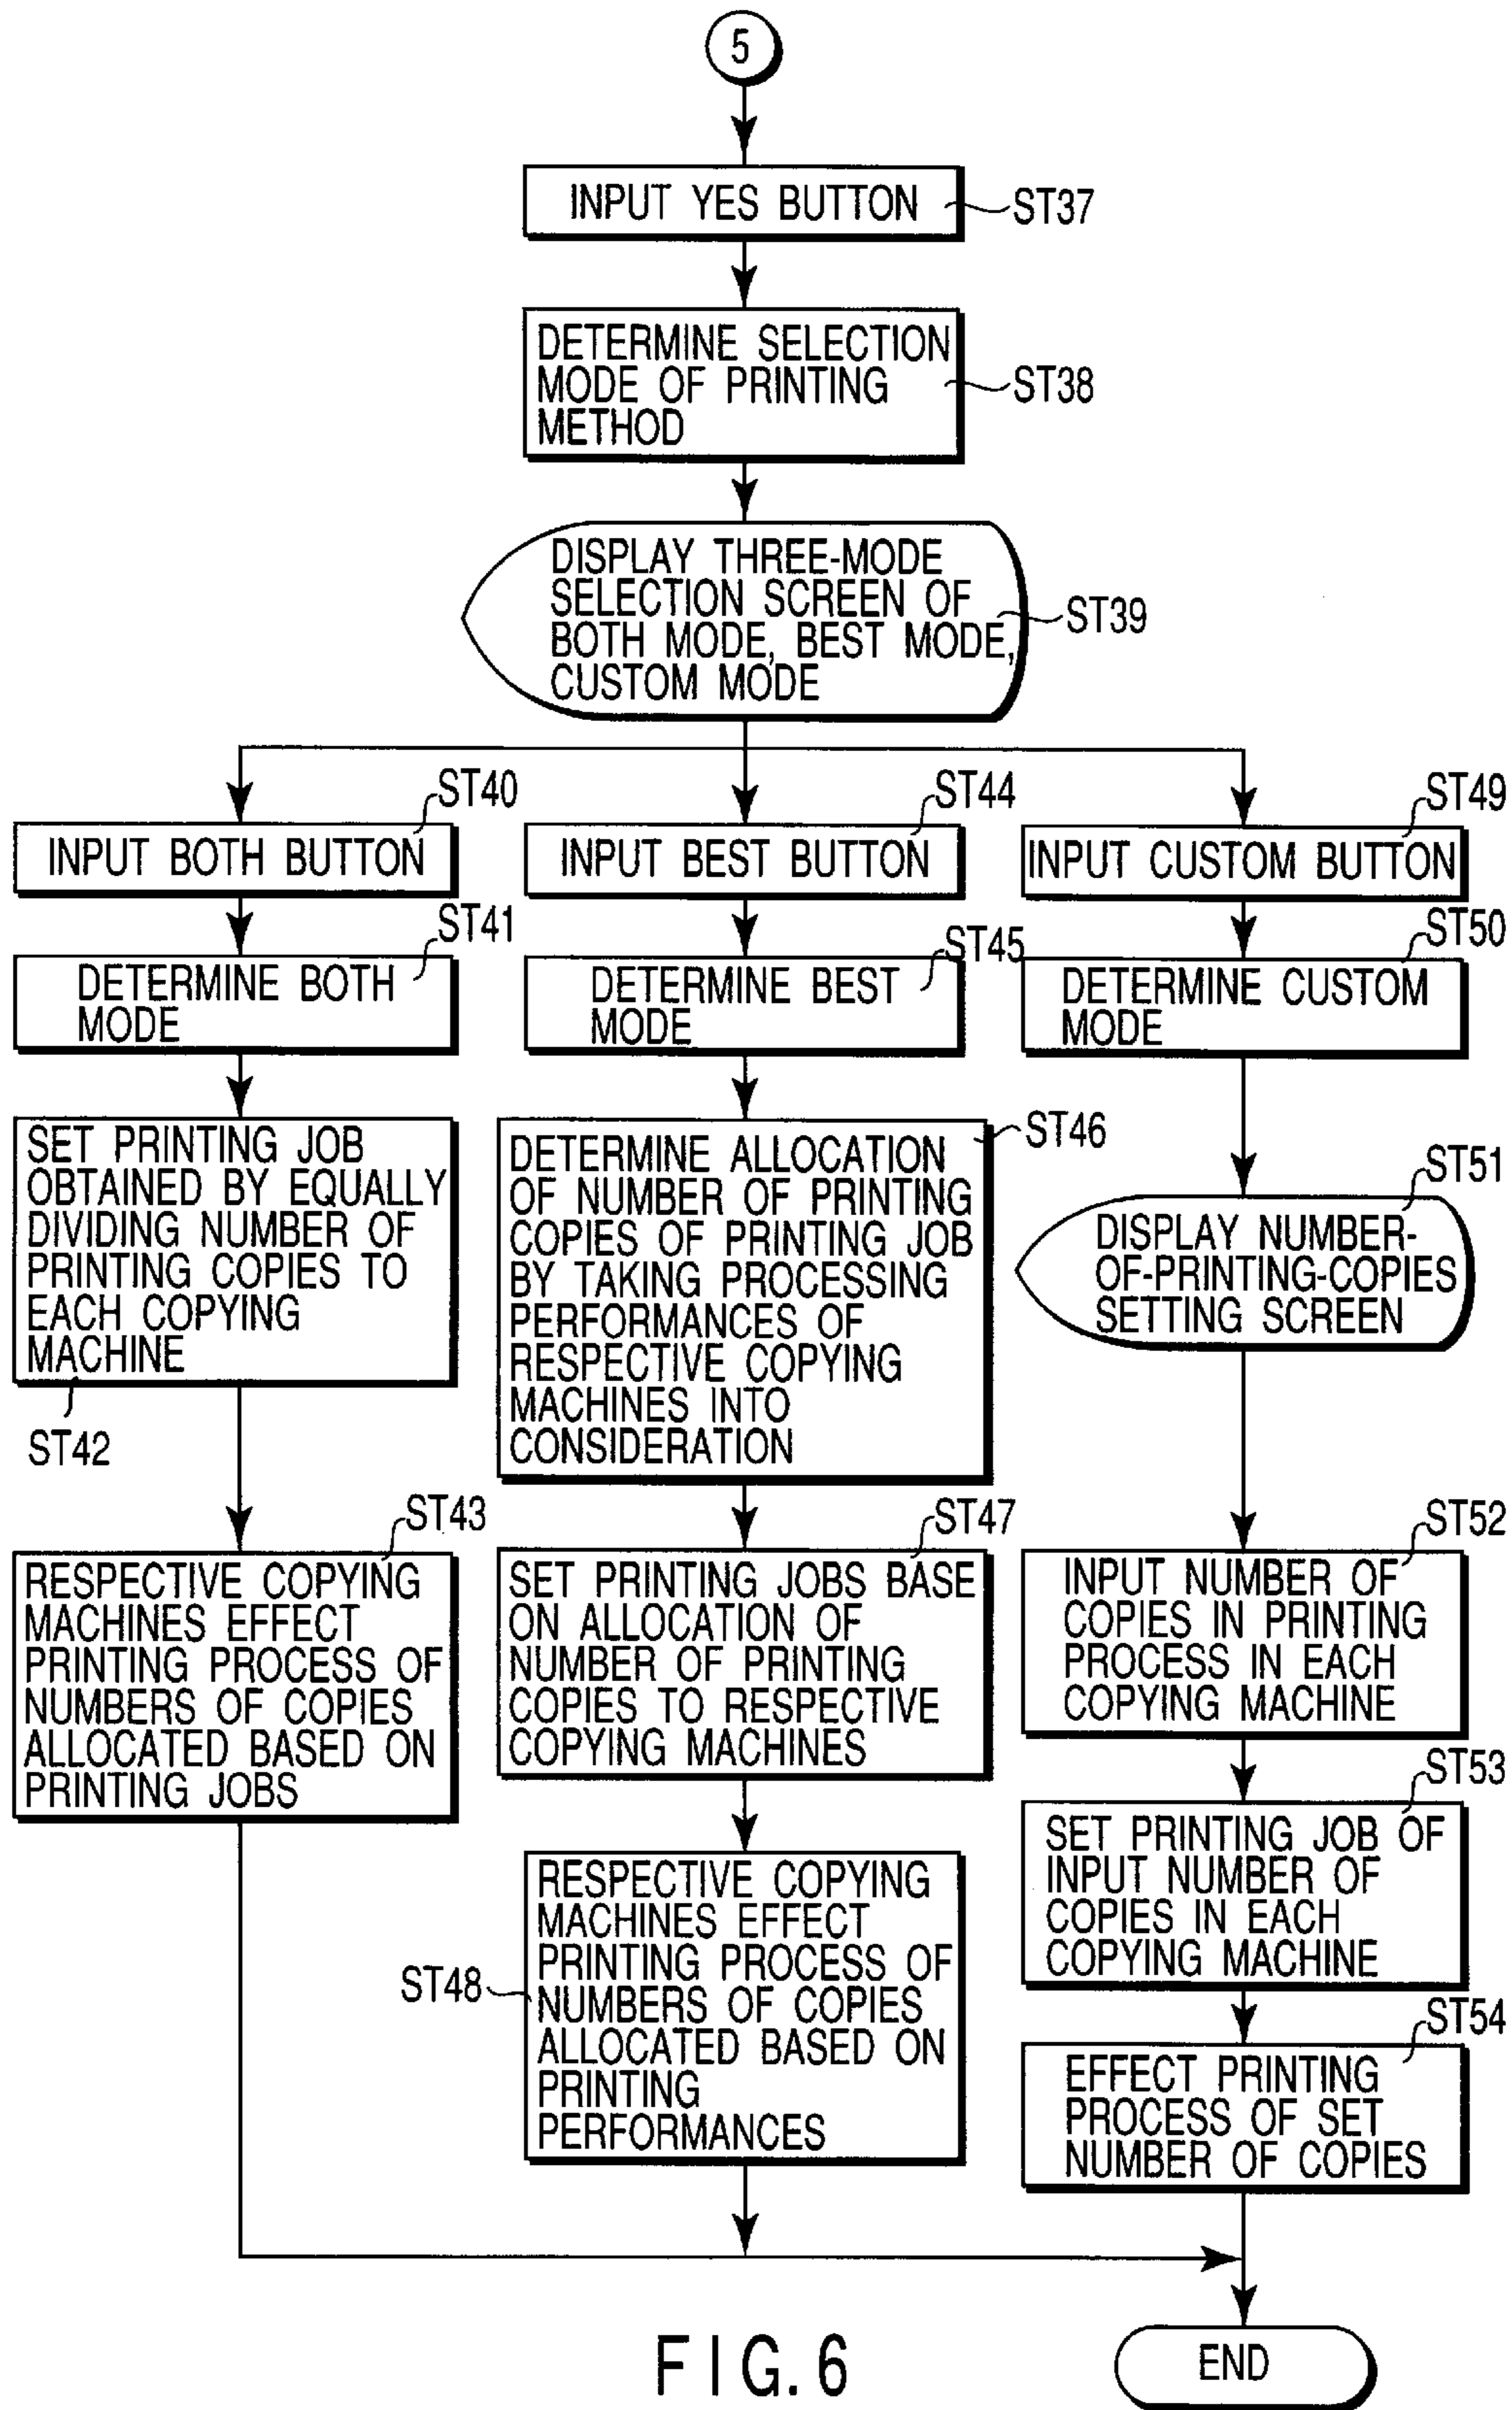 5
INPUT YES BUTTON
ST37
DETERMINE SELECTION
MODE OF PRINTING
METHOD
ST38
DISPLAY THREE-MODE
SELECTION SCREEN OF
BOTH MODE, BEST MODE,
CUSTOM MODE
ST39
ST40
INPUT BOTH BUTTON
ST41
DETERMINE BOTH
MODE
SET PRINTING JOB
OBTAINED BY EQUALLY
DIVIDING NUMBER OF
PRINTING COPIES TO
EACH COPYING
MACHINE
ST42
ST43
RESPECTIVE COPYING
MACHINES EFFECT
PRINTING PROCESS OF
NUMBERS OF COPIES
ALLOCATED BASED ON
PRINTING JOBS
ST44
INPUT BEST BUTTON
ST45
DETERMINE BEST
MODE
ST46
DETERMINE ALLOCATION
OF NUMBER OF PRINTING
COPIES OF PRINTING JOB
BY TAKING PROCESSING
PERFORMANCES OF
RESPECTIVE COPYING
MACHINES INTO
CONSIDERATION
ST47
SET PRINTING JOBS BASE
ON ALLOCATION OF
NUMBER OF PRINTING
COPIES TO RESPECTIVE
COPYING MACHINES
ST48
RESPECTIVE COPYING
MACHINES EFFECT
PRINTING PROCESS OF
NUMBERS OF COPIES
ALLOCATED BASED ON
PRINTING
PERFORMANCES
ST49
INPUT CUSTOM BUTTON
ST50
DETERMINE CUSTOM
MODE
ST51
DISPLAY NUMBER-
OF-PRINTING-COPIES
SETTING SCREEN
ST52
INPUT NUMBER OF
COPIES IN PRINTING
PROCESS IN EACH
COPYING MACHINE
ST53
SET PRINTING JOB OF
INPUT NUMBER OF
COPIES IN EACH
COPYING MACHINE
ST54
EFFECT PRINTING
PROCESS OF SET
NUMBER OF COPIES
END
FIG. 6